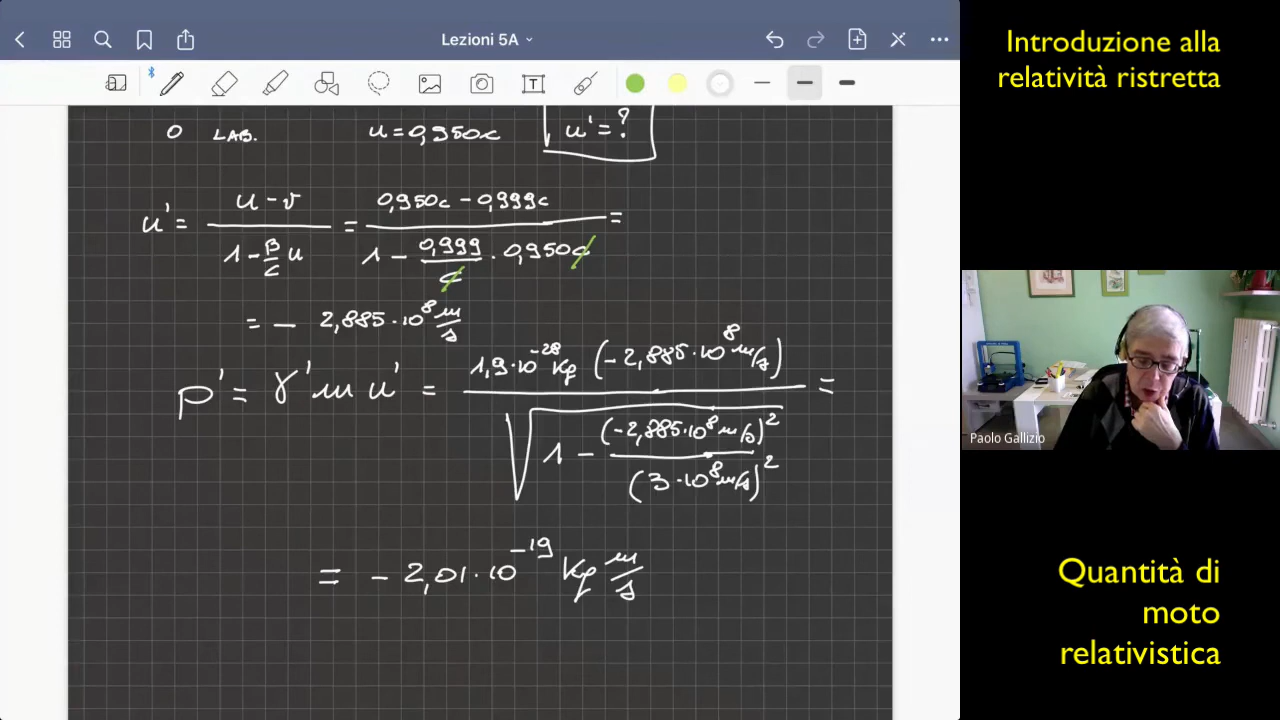 Lezioni 5A
Introduzione alla
relatività ristretta
O LAB. u = 0,950c u' = ?
u' = (u - v) / (1 - β/c u) = (0,950c - 0,999c) / (1 - 0,999/c · 0,950c) =
= - 2,885·10⁸ m/s
p' = γ' m u' = 1,9·10⁻²⁸ Kg (-2,885·10⁸ m/s) / √(1 - (-2,885·10⁸ m/s)² / (3·10⁸ m/s)²) =
= - 2,01·10⁻¹⁹ Kg m/s
Paolo Gallizio
Quantità di
moto
relativistica